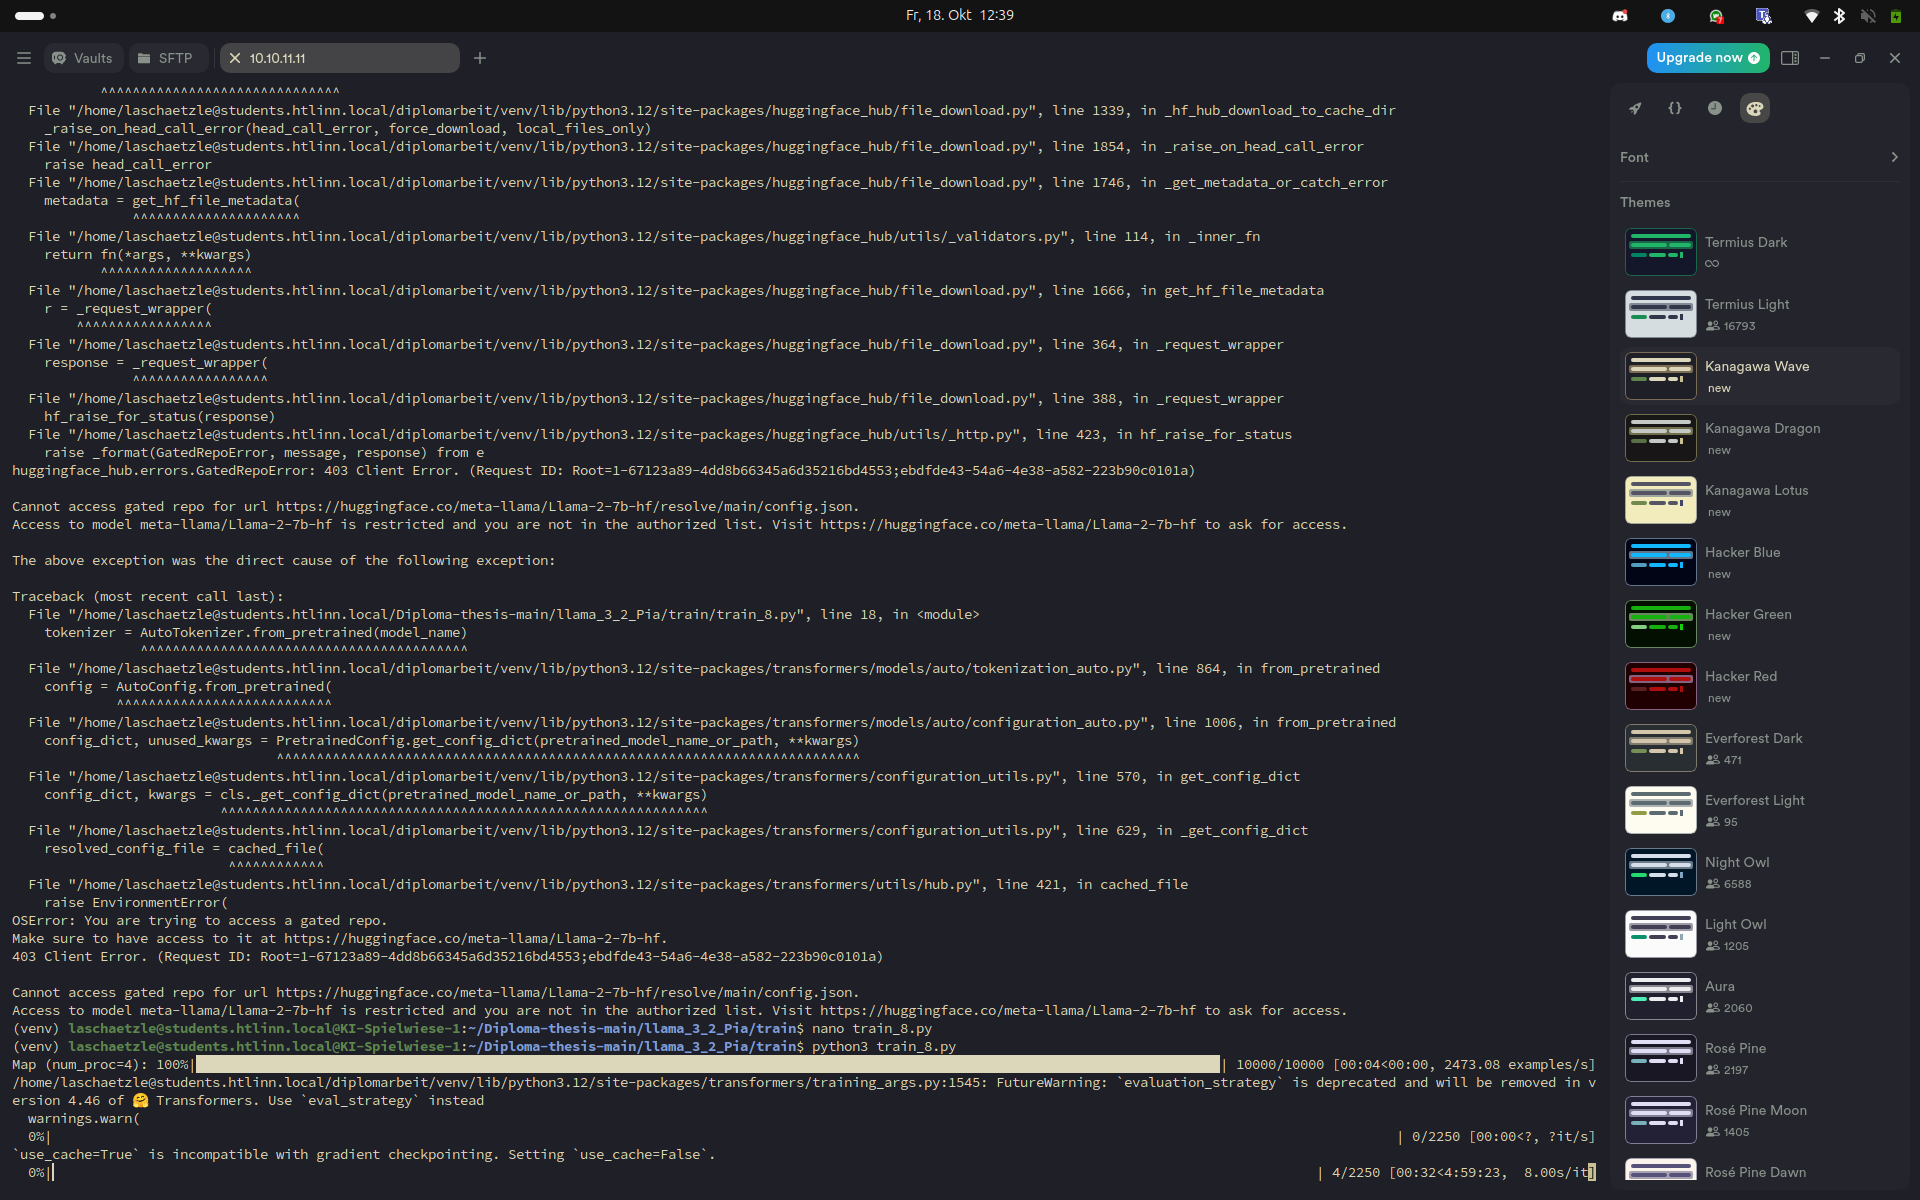 Fr, 18. Okt 12:39
Vaults
SFTP
10.10.11.11
Upgrade now
^^^^^^^^^^^^^^^^^^^^^^^^^^^^^^
File "/home/laschaetzle@students.htlinn.local/diplomarbeit/venv/lib/python3.12/site-packages/huggingface_hub/file_download.py", line 1339, in _hf_hub_download_to_cache_dir
_raise_on_head_call_error(head_call_error, force_download, local_files_only)
File "/home/laschaetzle@students.htlinn.local/diplomarbeit/venv/lib/python3.12/site-packages/huggingface_hub/file_download.py", line 1854, in _raise_on_head_call_error
raise head_call_error
File "/home/laschaetzle@students.htlinn.local/diplomarbeit/venv/lib/python3.12/site-packages/huggingface_hub/file_download.py", line 1746, in _get_metadata_or_catch_error
metadata = get_hf_file_metadata(
^^^^^^^^^^^^^^^^^^^^^
File "/home/laschaetzle@students.htlinn.local/diplomarbeit/venv/lib/python3.12/site-packages/huggingface_hub/utils/_validators.py", line 114, in _inner_fn
return fn(*args, **kwargs)
^^^^^^^^^^^^^^^^^^^
File "/home/laschaetzle@students.htlinn.local/diplomarbeit/venv/lib/python3.12/site-packages/huggingface_hub/file_download.py", line 1666, in get_hf_file_metadata
r = _request_wrapper(
^^^^^^^^^^^^^^^^^
File "/home/laschaetzle@students.htlinn.local/diplomarbeit/venv/lib/python3.12/site-packages/huggingface_hub/file_download.py", line 364, in _request_wrapper
response = _request_wrapper(
^^^^^^^^^^^^^^^^^
File "/home/laschaetzle@students.htlinn.local/diplomarbeit/venv/lib/python3.12/site-packages/huggingface_hub/file_download.py", line 388, in _request_wrapper
hf_raise_for_status(response)
File "/home/laschaetzle@students.htlinn.local/diplomarbeit/venv/lib/python3.12/site-packages/huggingface_hub/utils/_http.py", line 423, in hf_raise_for_status
raise _format(GatedRepoError, message, response) from e
huggingface_hub.errors.GatedRepoError: 403 Client Error. (Request ID: Root=1-67123a89-4dd8b66345a6d35216bd4553;ebdfde43-54a6-4e38-a582-223b90c0101a)
Cannot access gated repo for url https://huggingface.co/meta-llama/Llama-2-7b-hf/resolve/main/config.json.
Access to model meta-llama/Llama-2-7b-hf is restricted and you are not in the authorized list. Visit https://huggingface.co/meta-llama/Llama-2-7b-hf to ask for access.
The above exception was the direct cause of the following exception:
Traceback (most recent call last):
File "/home/laschaetzle@students.htlinn.local/Diploma-thesis-main/llama_3_2_Pia/train/train_8.py", line 18, in <module>
tokenizer = AutoTokenizer.from_pretrained(model_name)
^^^^^^^^^^^^^^^^^^^^^^^^^^^^^^^^^^^^^^^^^
File "/home/laschaetzle@students.htlinn.local/diplomarbeit/venv/lib/python3.12/site-packages/transformers/models/auto/tokenization_auto.py", line 864, in from_pretrained
config = AutoConfig.from_pretrained(
^^^^^^^^^^^^^^^^^^^^^^^^^^^
File "/home/laschaetzle@students.htlinn.local/diplomarbeit/venv/lib/python3.12/site-packages/transformers/models/auto/configuration_auto.py", line 1006, in from_pretrained
config_dict, unused_kwargs = PretrainedConfig.get_config_dict(pretrained_model_name_or_path, **kwargs)
^^^^^^^^^^^^^^^^^^^^^^^^^^^^^^^^^^^^^^^^^^^^^^^^^^^^^^^^^^^^^^^^^^^^^^^^^
File "/home/laschaetzle@students.htlinn.local/diplomarbeit/venv/lib/python3.12/site-packages/transformers/configuration_utils.py", line 570, in get_config_dict
config_dict, kwargs = cls._get_config_dict(pretrained_model_name_or_path, **kwargs)
^^^^^^^^^^^^^^^^^^^^^^^^^^^^^^^^^^^^^^^^^^^^^^^^^^^^^^^^^^^^^
File "/home/laschaetzle@students.htlinn.local/diplomarbeit/venv/lib/python3.12/site-packages/transformers/configuration_utils.py", line 629, in _get_config_dict
resolved_config_file = cached_file(
^^^^^^^^^^^^
File "/home/laschaetzle@students.htlinn.local/diplomarbeit/venv/lib/python3.12/site-packages/transformers/utils/hub.py", line 421, in cached_file
raise EnvironmentError(
OSError: You are trying to access a gated repo.
Make sure to have access to it at https://huggingface.co/meta-llama/Llama-2-7b-hf.
403 Client Error. (Request ID: Root=1-67123a89-4dd8b66345a6d35216bd4553;ebdfde43-54a6-4e38-a582-223b90c0101a)
Cannot access gated repo for url https://huggingface.co/meta-llama/Llama-2-7b-hf/resolve/main/config.json.
Access to model meta-llama/Llama-2-7b-hf is restricted and you are not in the authorized list. Visit https://huggingface.co/meta-llama/Llama-2-7b-hf to ask for access.
(venv) laschaetzle@students.htlinn.local@KI-Spielwiese-1:~/Diploma-thesis-main/llama_3_2_Pia/train$ nano train_8.py
(venv) laschaetzle@students.htlinn.local@KI-Spielwiese-1:~/Diploma-thesis-main/llama_3_2_Pia/train$ python3 train_8.py
Map (num_proc=4): 100%| | 10000/10000 [00:04<00:00, 2473.08 examples/s]
/home/laschaetzle@students.htlinn.local/diplomarbeit/venv/lib/python3.12/site-packages/transformers/training_args.py:1545: FutureWarning: `evaluation_strategy` is deprecated and will be removed in v
ersion 4.46 of 🤗 Transformers. Use `eval_strategy` instead
warnings.warn(
0%| | 0/2250 [00:00<?, ?it/s]
`use_cache=True` is incompatible with gradient checkpointing. Setting `use_cache=False`.
0%| | 4/2250 [00:32<4:59:23, 8.00s/it]
Font
Themes
Termius Dark
Termius Light
16793
Kanagawa Wave
new
Kanagawa Dragon
new
Kanagawa Lotus
new
Hacker Blue
new
Hacker Green
new
Hacker Red
new
Everforest Dark
471
Everforest Light
95
Night Owl
6588
Light Owl
1205
Aura
2060
Rosé Pine
2197
Rosé Pine Moon
1405
Rosé Pine Dawn